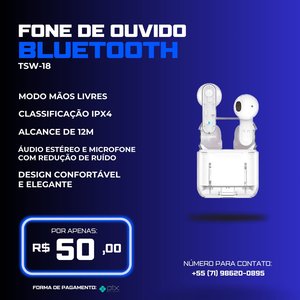 FONE DE OUVIDO
BLUETOOTH
TSW-18
MODO MÃOS LIVRES
CLASSIFICAÇÃO IPX4
ALCANCE DE 12M
ÁUDIO ESTÉREO E MICROFONE
COM REDUÇÃO DE RUÍDO
DESIGN CONFORTÁVEL
E ELEGANTE
POR APENAS:
R$ 50 ,00
NÚMERO PARA CONTATO:
+55 (71) 98620-0895
FORMA DE PAGAMENTO: pix